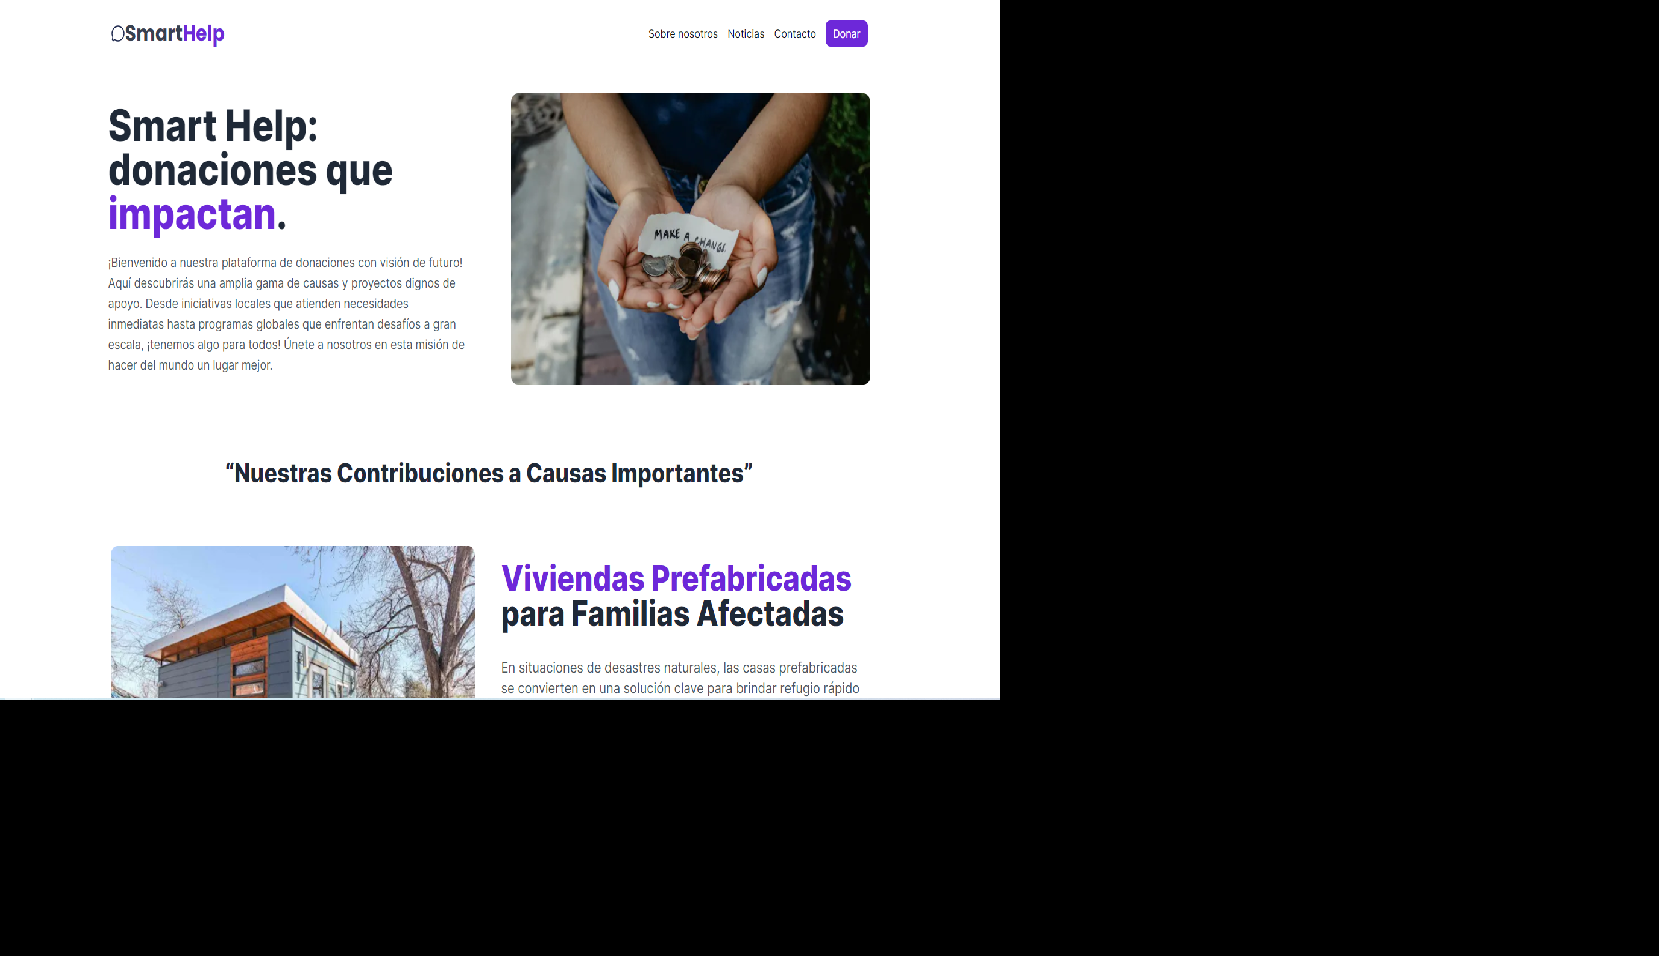 SmartHelp
Sobre nosotros Noticias Contacto Donar
Smart Help:
donaciones que
impactan.
¡Bienvenido a nuestra plataforma de donaciones con visión de futuro!
Aquí descubrirás una amplia gama de causas y proyectos dignos de
apoyo. Desde iniciativas locales que atienden necesidades
inmediatas hasta programas globales que enfrentan desafíos a gran
escala, ¡tenemos algo para todos! Únete a nosotros en esta misión de
hacer del mundo un lugar mejor.
MAKE A CHANGE
“Nuestras Contribuciones a Causas Importantes”
Viviendas Prefabricadas
para Familias Afectadas
En situaciones de desastres naturales, las casas prefabricadas
se convierten en una solución clave para brindar refugio rápido